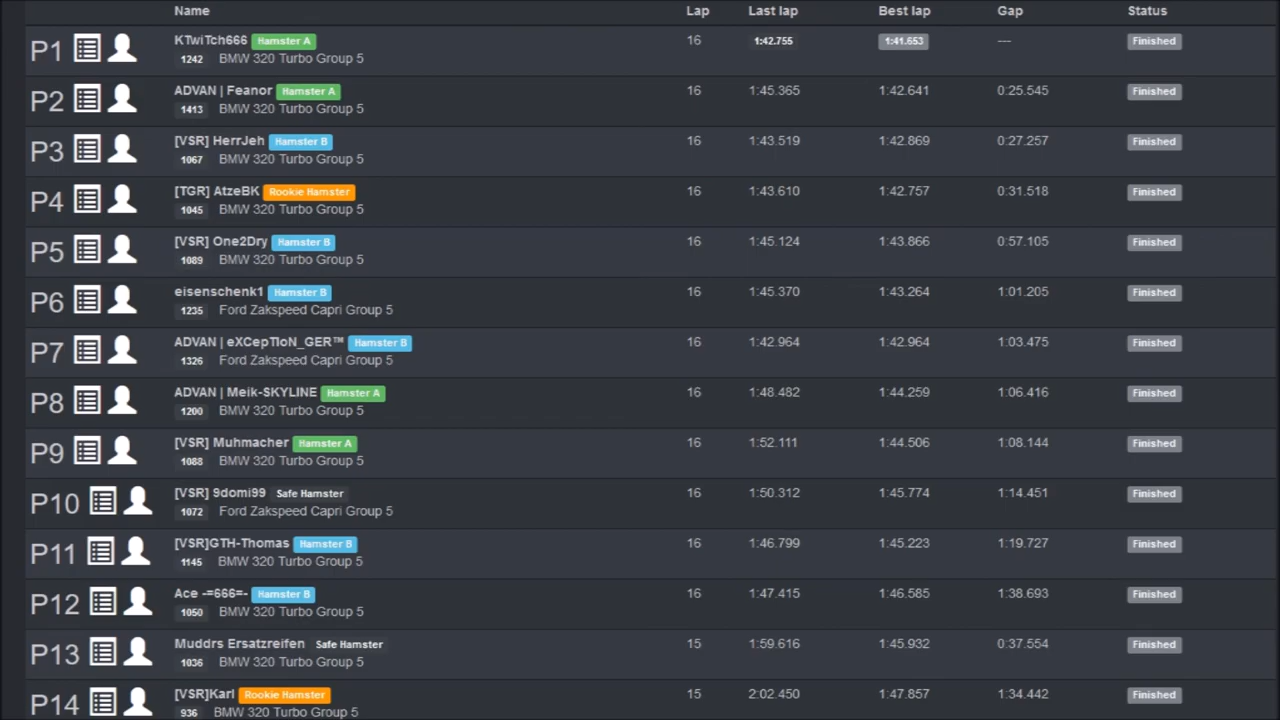 Name Lap Last lap Best lap Gap Status
P1 KTwiTch666 Hamster A 16 1:42.755 1:41.653 --- Finished
1242 BMW 320 Turbo Group 5
P2 ADVAN | Feanor Hamster A 16 1:45.365 1:42.641 0:25.545 Finished
1413 BMW 320 Turbo Group 5
P3 [VSR] HerrJeh Hamster B 16 1:43.519 1:42.869 0:27.257 Finished
1067 BMW 320 Turbo Group 5
P4 [TGR] AtzeBK Rookie Hamster 16 1:43.610 1:42.757 0:31.518 Finished
1045 BMW 320 Turbo Group 5
P5 [VSR] One2Dry Hamster B 16 1:45.124 1:43.866 0:57.105 Finished
1089 BMW 320 Turbo Group 5
P6 eisenschenk1 Hamster B 16 1:45.370 1:43.264 1:01.205 Finished
1235 Ford Zakspeed Capri Group 5
P7 ADVAN | eXCepTIoN_GER™ Hamster B 16 1:42.964 1:42.964 1:03.475 Finished
1326 Ford Zakspeed Capri Group 5
P8 ADVAN | Meik-SKYLINE Hamster A 16 1:48.482 1:44.259 1:06.416 Finished
1200 BMW 320 Turbo Group 5
P9 [VSR] Muhmacher Hamster A 16 1:52.111 1:44.506 1:08.144 Finished
1088 BMW 320 Turbo Group 5
P10 [VSR] 9domi99 Safe Hamster 16 1:50.312 1:45.774 1:14.451 Finished
1072 Ford Zakspeed Capri Group 5
P11 [VSR]GTH-Thomas Hamster B 16 1:46.799 1:45.223 1:19.727 Finished
1145 BMW 320 Turbo Group 5
P12 Ace -=666=- Hamster B 16 1:47.415 1:46.585 1:38.693 Finished
1050 BMW 320 Turbo Group 5
P13 Muddrs Ersatzreifen Safe Hamster 15 1:59.616 1:45.932 0:37.554 Finished
1036 BMW 320 Turbo Group 5
P14 [VSR]Karl Rookie Hamster 15 2:02.450 1:47.857 1:34.442 Finished
936 BMW 320 Turbo Group 5